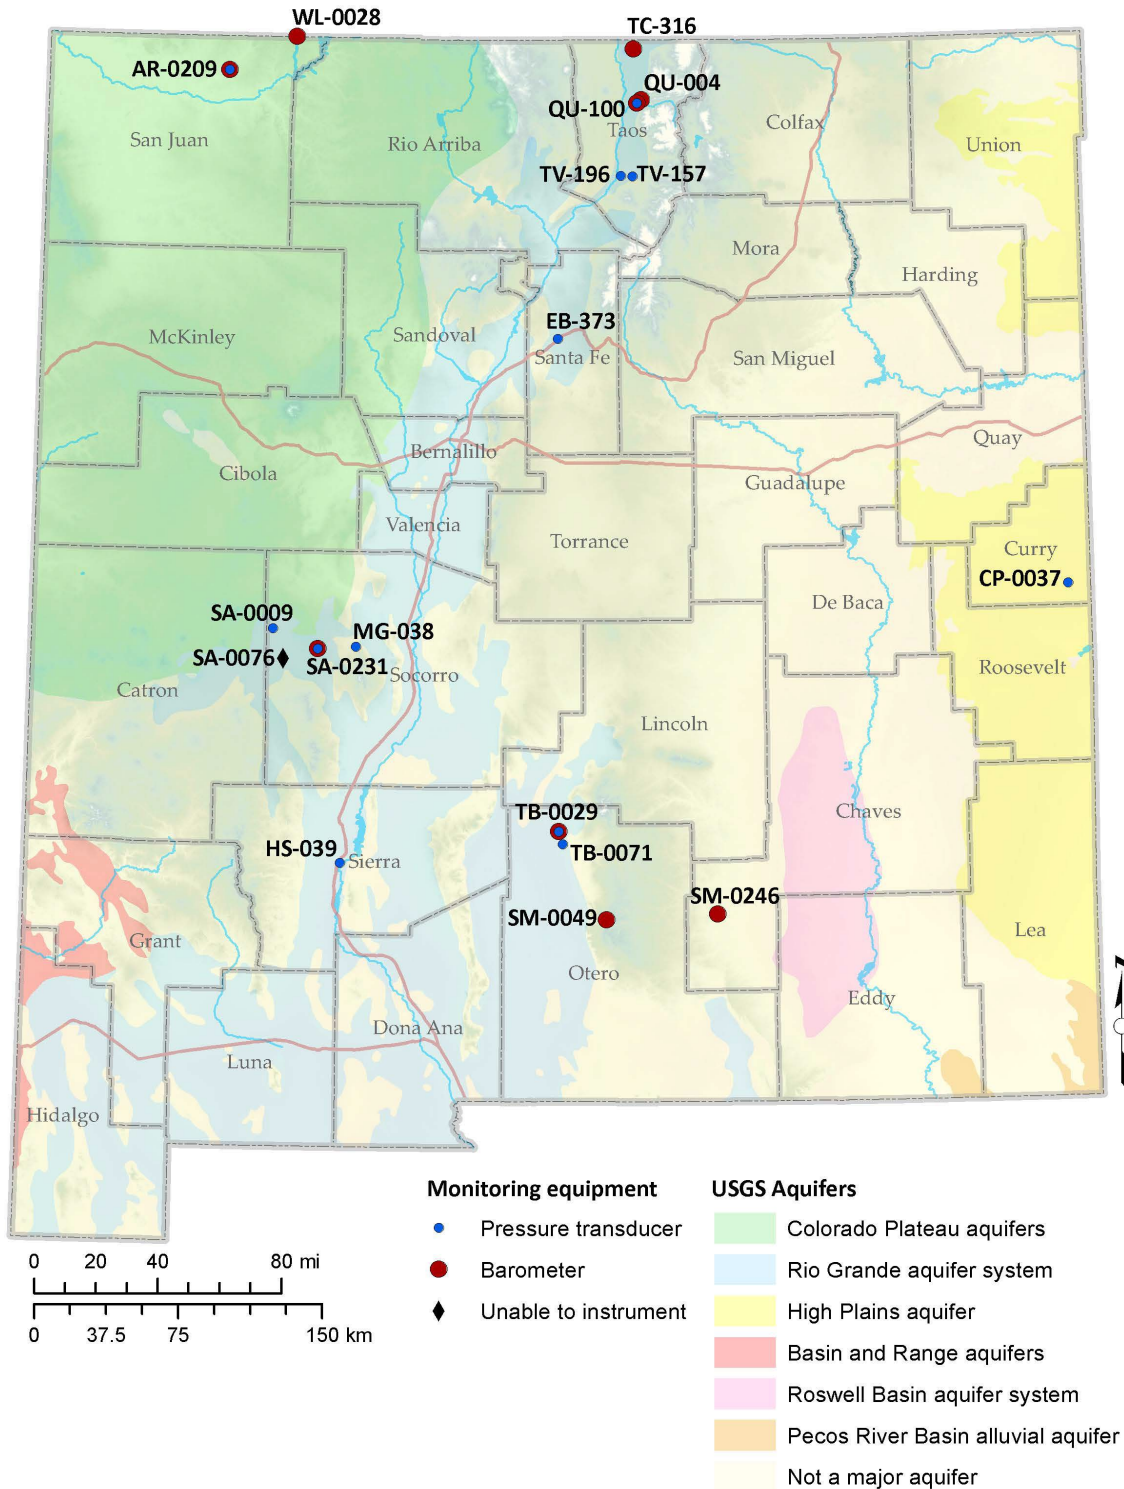 WL-0028
TC-316
AR-0209
QU-004
QU-100
Taos
San Juan
Rio Arriba
Colfax
Union
TV-196
TV-157
Mora
Harding
EB-373
McKinley
Sandoval
Santa Fe
San Miguel
Quay
Bernalillo
Cibola
Guadalupe
Valencia
Torrance
Curry
CP-0037
De Baca
SA-0009
MG-038
SA-0076
SA-0231
Socorro
Roosevelt
Catron
Lincoln
TB-0029
Chaves
HS-039
Sierra
TB-0071
SM-0246
SM-0049
Grant
Lea
Otero
Eddy
Dona Ana
Luna
Hidalgo
Monitoring equipment
Pressure transducer
Barometer
Unable to instrument
USGS Aquifers
Colorado Plateau aquifers
Rio Grande aquifer system
High Plains aquifer
Basin and Range aquifers
Roswell Basin aquifer system
Pecos River Basin alluvial aquifer
Not a major aquifer
0 20 40 80 mi
0 37.5 75 150 km